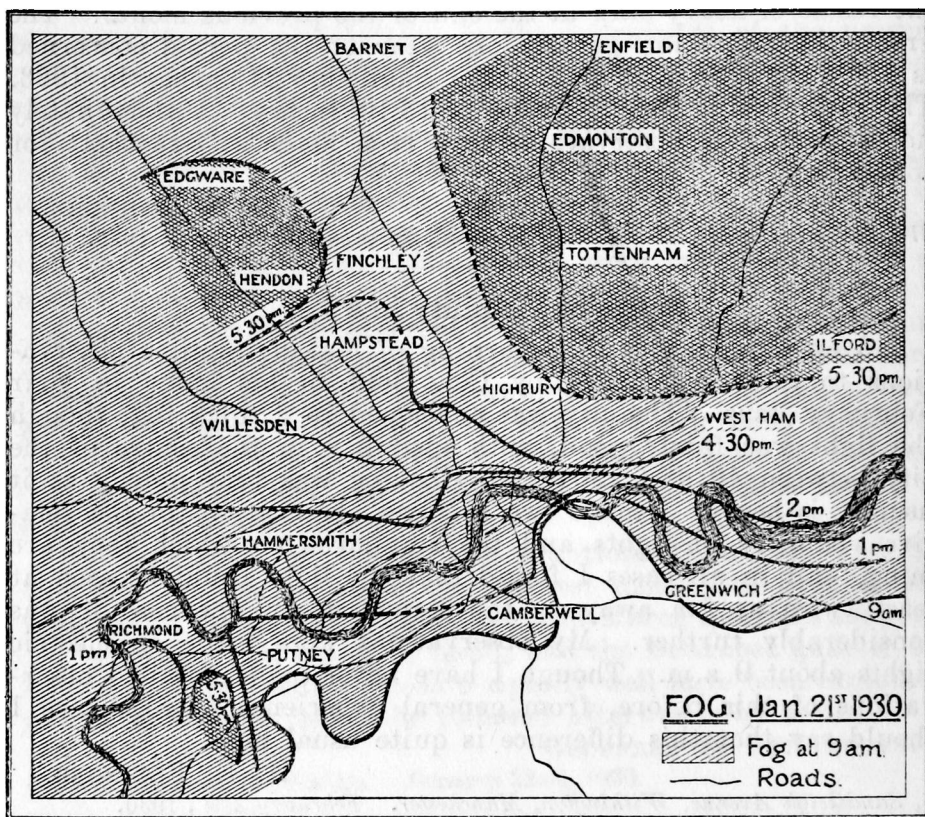 BARNET
ENFIELD
EDMONTON
EDGWARE
TOTTENHAM
FINCHLEY
HENDON
5·30 pm.
HAMPSTEAD
ILFORD
5·30 pm.
HIGHBURY
WEST HAM
4·30 pm.
WILLESDEN
2 pm
HAMMERSMITH
1 pm
GREENWICH
CAMBERWELL
9 am.
RICHMOND
1 pm
PUTNEY
5·30
FOG Jan 21ST 1930
Fog at 9 am.
Roads.